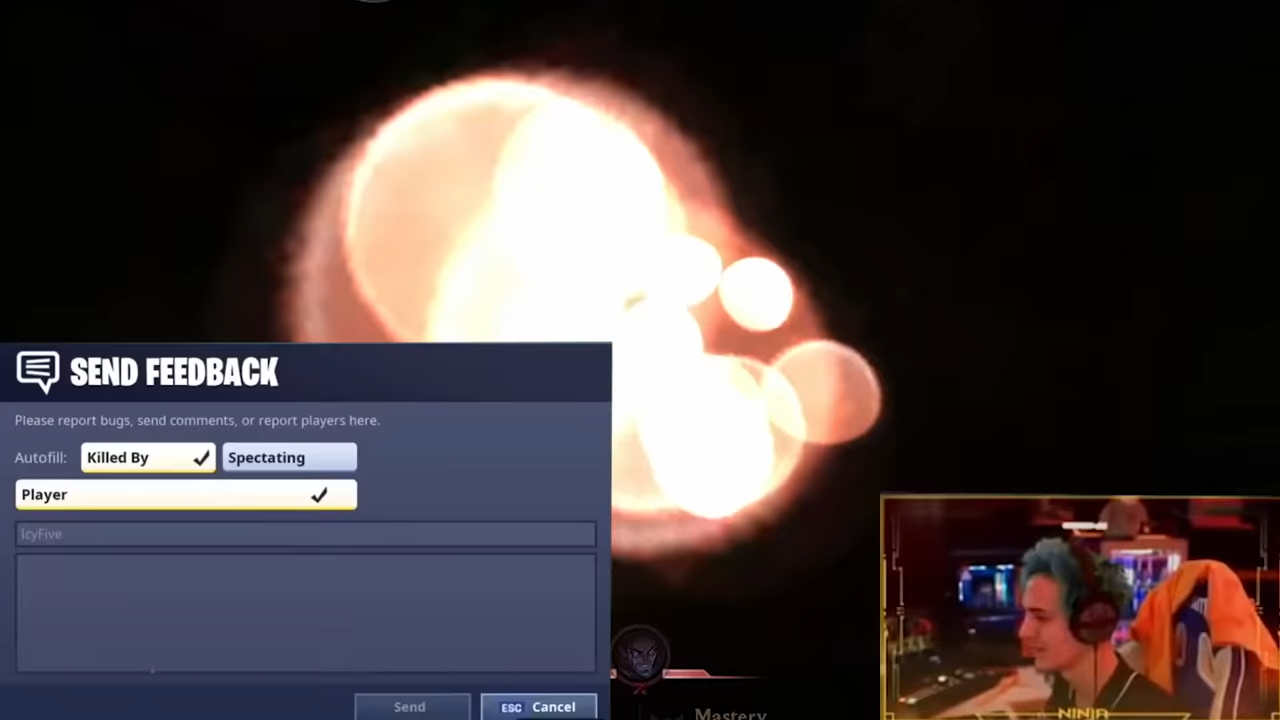 SEND FEEDBACK
Please report bugs, send comments, or report players here.
Autofill: Killed By Spectating
Player
IcyFive
Send ESC Cancel
Mastery
NINJA